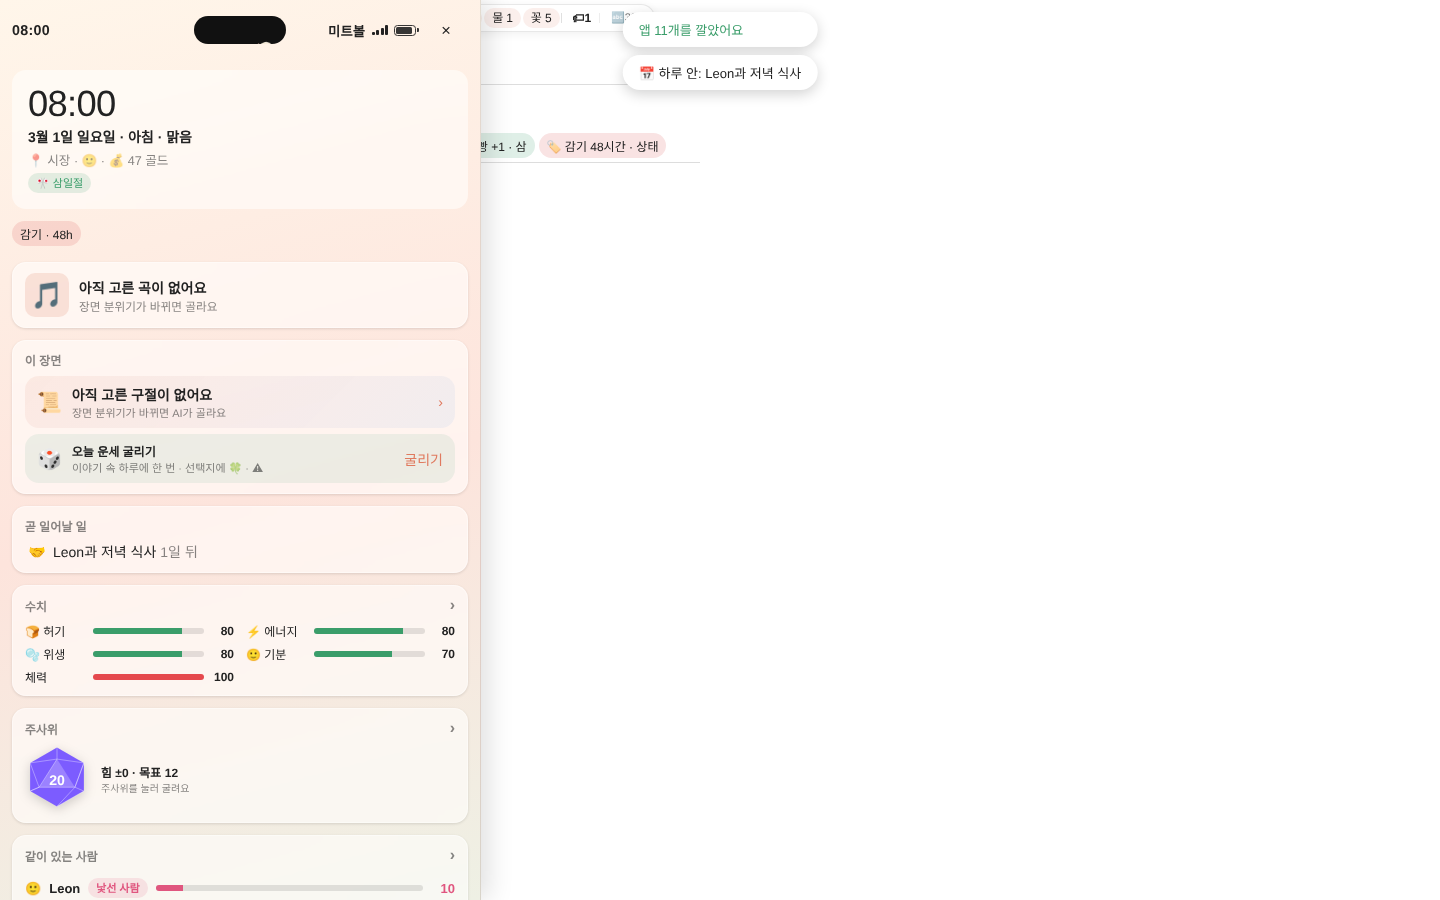 08:00
미트볼
×
08:00
3월 1일 일요일 · 아침 · 맑음
시장 · · 47 골드
삼일절
감기 · 48h
아직 고른 곡이 없어요
장면 분위기가 바뀌면 골라요
이 장면
아직 고른 구절이 없어요
장면 분위기가 바뀌면 AI가 골라요
›
오늘 운세 굴리기
이야기 속 하루에 한 번 · 선택지에 🍀 · ⚠
굴리기
곧 일어날 일
Leon과 저녁 식사 1일 뒤
수치
›
허기 80
에너지 80
위생 80
기분 70
체력 100
주사위
›
20
힘 ±0 · 목표 12
주사위를 눌러 굴려요
같이 있는 사람
›
Leon 낯선 사람 10
물 1
꽃 5
1
앱 11개를 깔았어요
하루 안: Leon과 저녁 식사
+1 · 삼
감기 48시간 · 상태